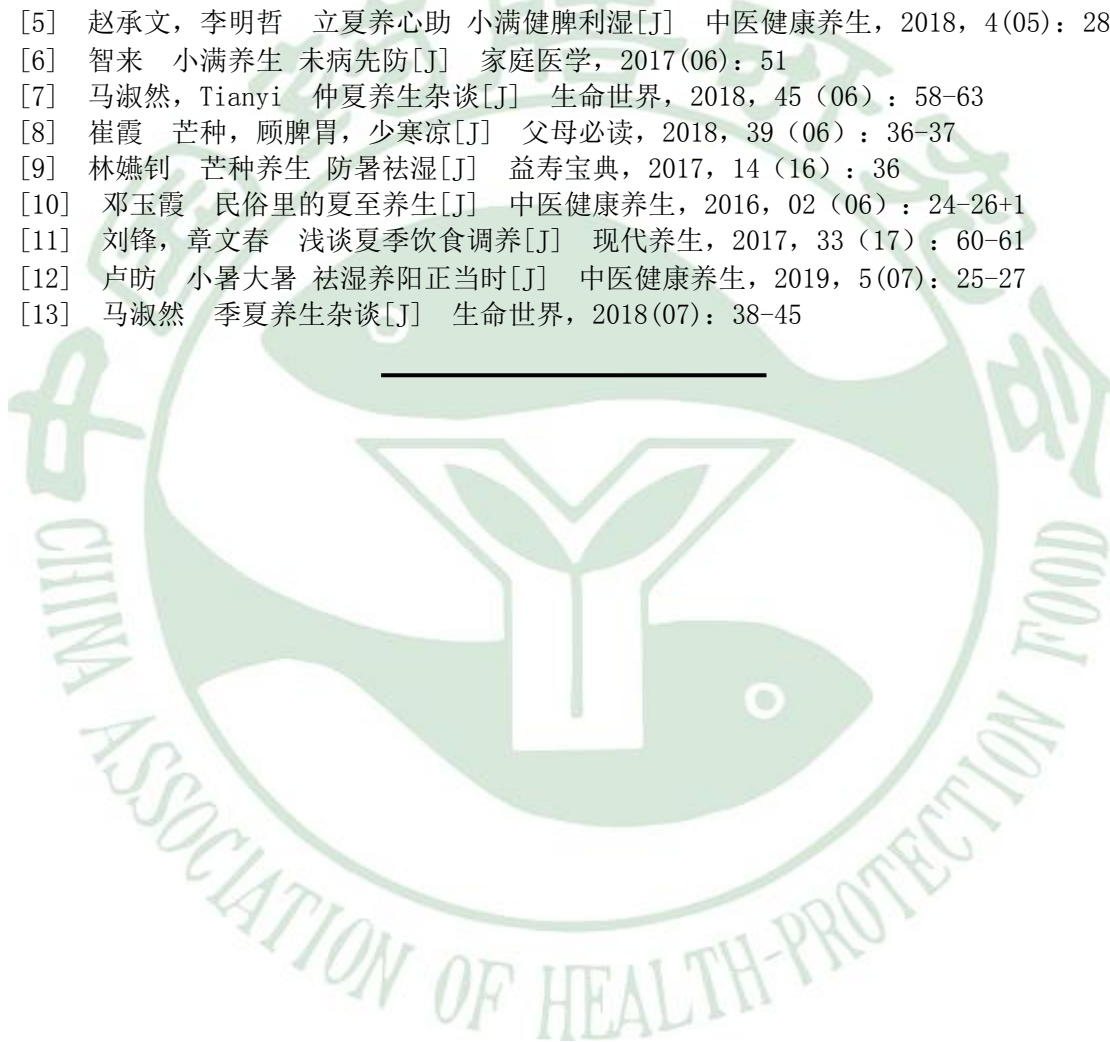 [5] 赵承文，李明哲 立夏养心助 小满健脾利湿[J] 中医健康养生，2018，4(05)：28
[6] 智来 小满养生 未病先防[J] 家庭医学，2017(06)：51
[7] 马淑然，Tianyi 仲夏养生杂谈[J] 生命世界，2018，45（06）：58-63
[8] 崔霞 芒种，顾脾胃，少寒凉[J] 父母必读，2018，39（06）：36-37
[9] 林嬿钊 芒种养生 防暑祛湿[J] 益寿宝典，2017，14（16）：36
[10] 邓玉霞 民俗里的夏至养生[J] 中医健康养生，2016，02（06）：24-26+1
[11] 刘锋，章文春 浅谈夏季饮食调养[J] 现代养生，2017，33（17）：60-61
[12] 卢昉 小暑大暑 祛湿养阳正当时[J] 中医健康养生，2019，5(07)：25-27
[13] 马淑然 季夏养生杂谈[J] 生命世界，2018(07)：38-45
CHINA ASSOCIATION OF HEALTH-PROTECTION FOOD